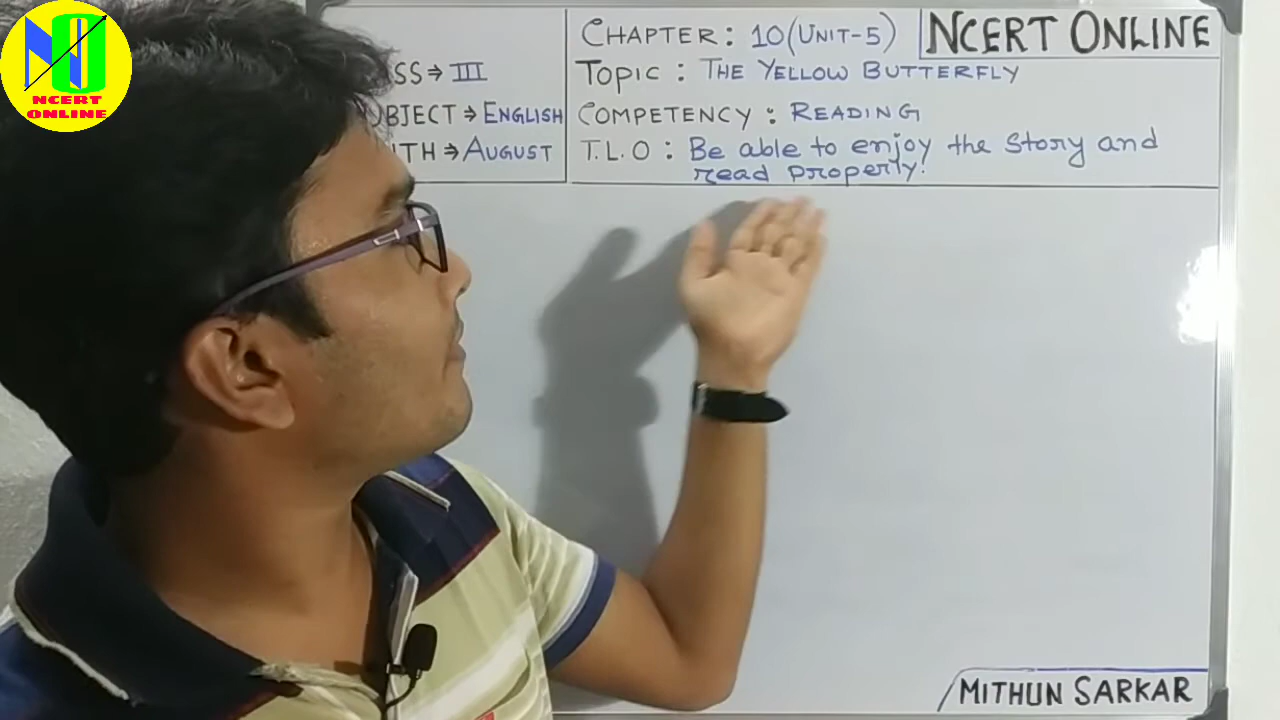 NO
NCERT
ONLINE
SS → III
BJECT → ENGLISH
TH → AUGUST
CHAPTER: 10(UNIT-5)
TOPIC : THE YELLOW BUTTERFLY
COMPETENCY : READING
T.L.O : Be able to enjoy the Story and
read properly.
NCERT ONLINE
MITHUN SARKAR